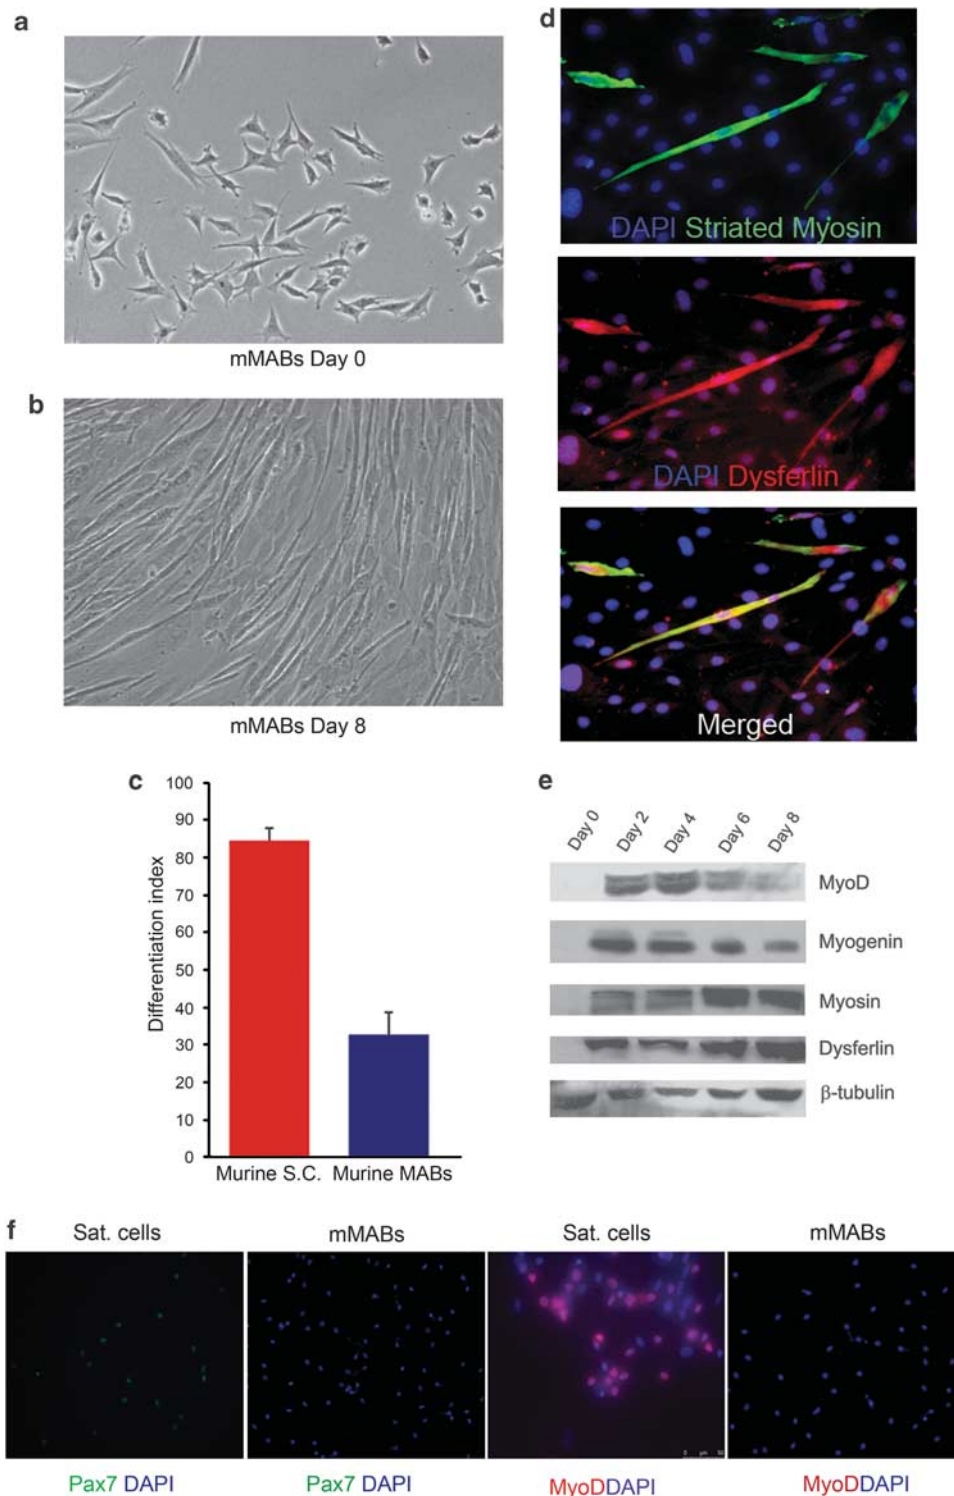 a
mMABs Day 0
b
mMABs Day 8
c
Differentiation index
100
90
80
70
60
50
40
30
20
10
0
Murine S.C. Murine MABs
d
DAPI Striated Myosin
DAPI Dysferlin
Merged
e
Day 0 Day 2 Day 4 Day 6 Day 8
MyoD
Myogenin
Myosin
Dysferlin
β-tubulin
f
Sat. cells mMABs Sat. cells mMABs
Pax7 DAPI Pax7 DAPI MyoDDAPI MyoDDAPI